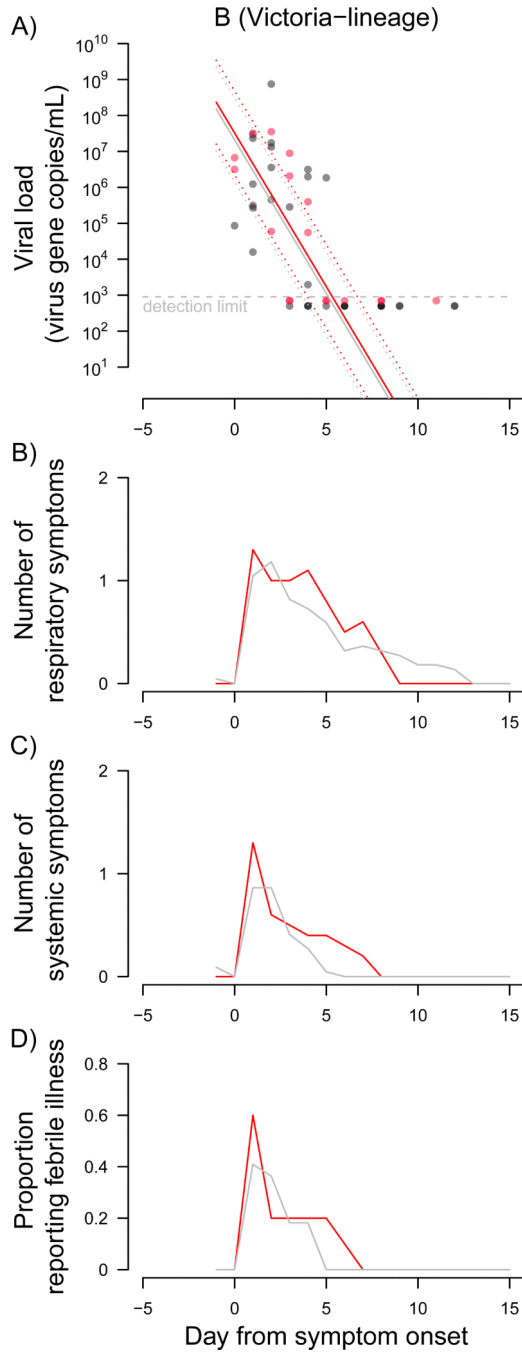 A)
B (Victoria−lineage)
Viral load
(virus gene copies/mL)
10^10
10^9
10^8
10^7
10^6
10^5
10^4
10^3
10^2
10^1
detection limit
−5 0 5 10 15
B)
Number of
respiratory symptoms
2
1
0
−5 0 5 10 15
C)
Number of
systemic symptoms
2
1
0
−5 0 5 10 15
D)
Proportion
reporting febrile illness
0.8
0.6
0.4
0.2
0.0
−5 0 5 10 15
Day from symptom onset